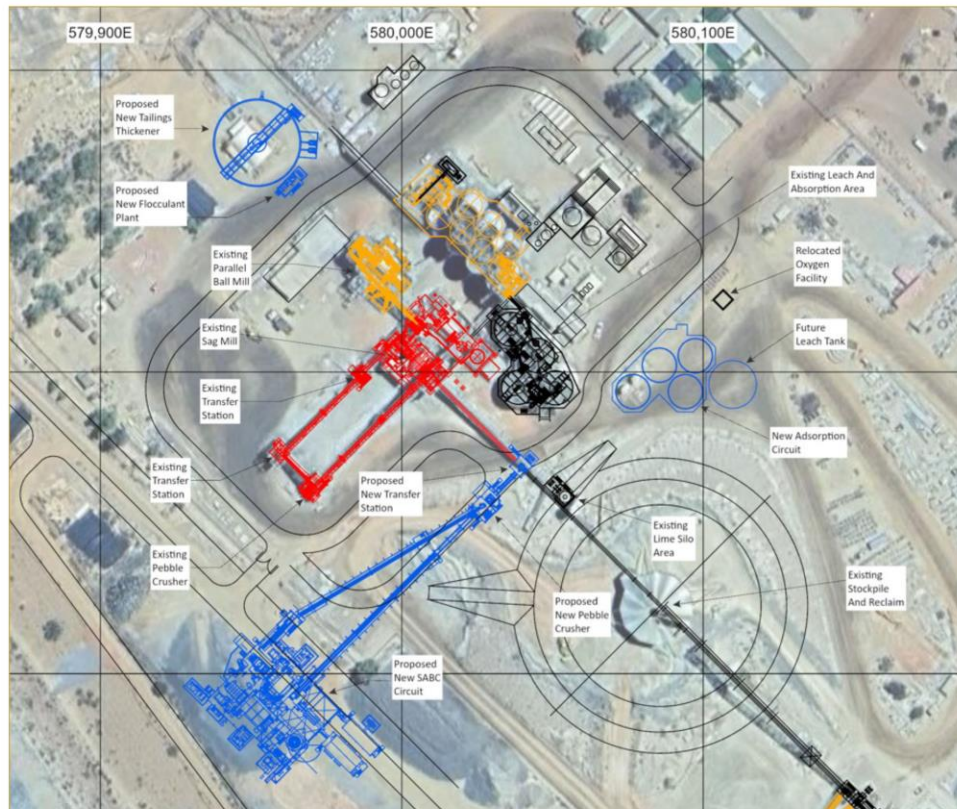 579,900E
580,000E
580,100E
Proposed
New Tailings
Thickener
Proposed
New Flocculant
Plant
Existing Leach And
Absorption Area
Existing
Parallel
Ball Mill
Relocated
Oxygen
Facility
Existing
Sag Mill
Future
Leach Tank
Existing
Transfer
Station
New Adsorption
Circuit
Existing
Transfer
Station
Proposed
New Transfer
Station
Existing
Lime Silo
Area
Existing
Pebble
Crusher
Existing
Stockpile
And Reclaim
Proposed
New Pebble
Crusher
Proposed
New SABC
Circuit